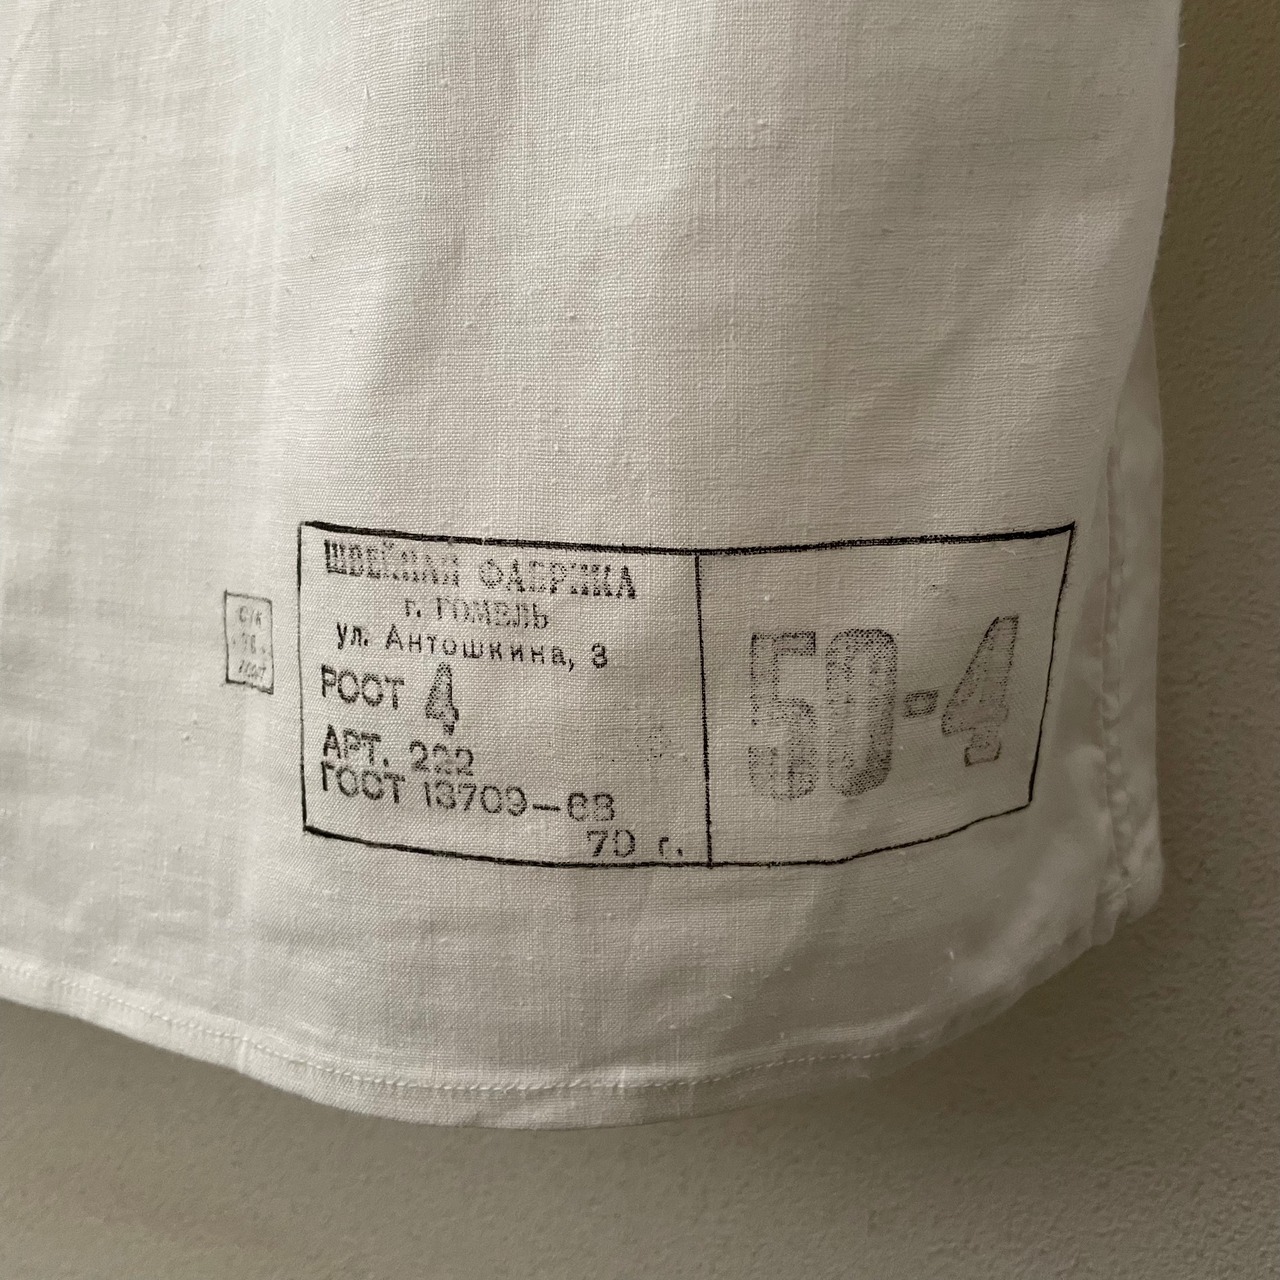 ШВЕЙНАЯ ФАБРИКА
г. ГОМЕЛЬ
ул. Антошкина, 3
РОСТ 4
АРТ. 222
ГОСТ 13709—68
70 г.
50-4